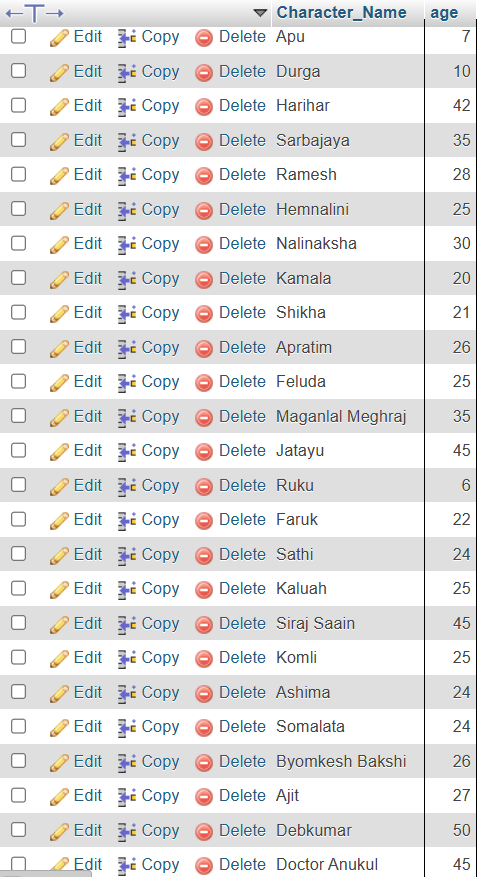 Character_Name age
Edit Copy Delete Apu 7
Edit Copy Delete Durga 10
Edit Copy Delete Harihar 42
Edit Copy Delete Sarbajaya 35
Edit Copy Delete Ramesh 28
Edit Copy Delete Hemnalini 25
Edit Copy Delete Nalinaksha 30
Edit Copy Delete Kamala 20
Edit Copy Delete Shikha 21
Edit Copy Delete Apratim 26
Edit Copy Delete Feluda 25
Edit Copy Delete Maganlal Meghraj 35
Edit Copy Delete Jatayu 45
Edit Copy Delete Ruku 6
Edit Copy Delete Faruk 22
Edit Copy Delete Sathi 24
Edit Copy Delete Kaluah 25
Edit Copy Delete Siraj Saain 45
Edit Copy Delete Komli 25
Edit Copy Delete Ashima 24
Edit Copy Delete Somalata 24
Edit Copy Delete Byomkesh Bakshi 26
Edit Copy Delete Ajit 27
Edit Copy Delete Debkumar 50
Edit Copy Delete Doctor Anukul 45